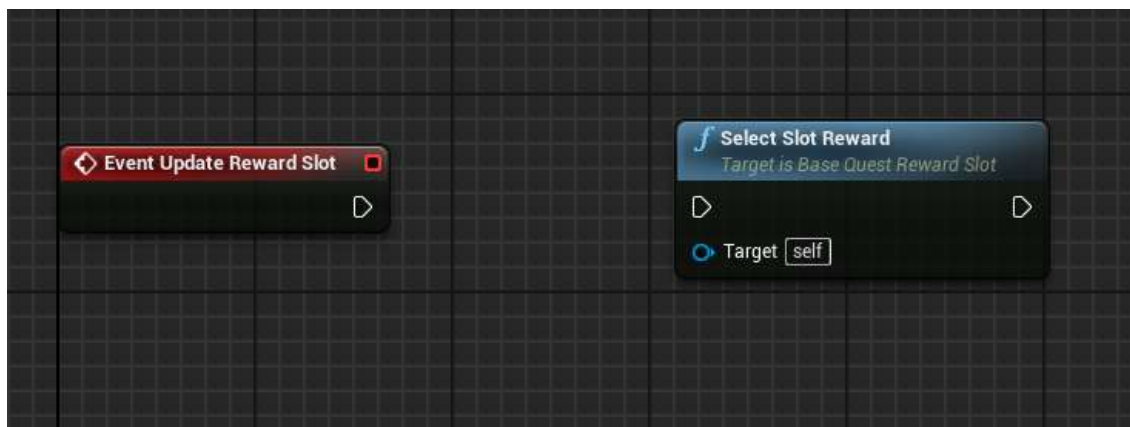 Event Update Reward Slot
Select Slot Reward
Target is Base Quest Reward Slot
Target self